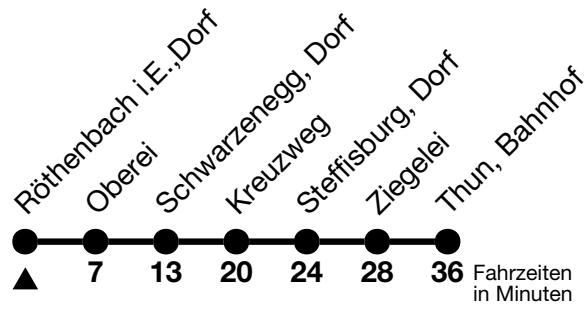 Röthenbach i.E.,Dorf
Oberei
Schwarzenegg, Dorf
Kreuzweg
Steffisburg, Dorf
Ziegelei
Thun, Bahnhof
7 13 20 24 28 36 Fahrzeiten
in Minuten